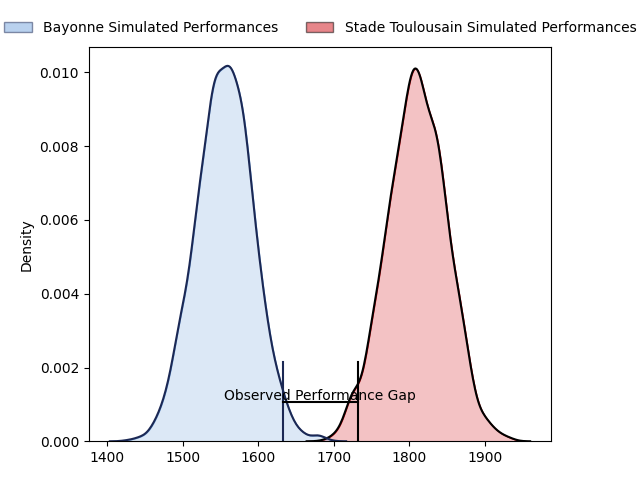 Bayonne Simulated Performances Stade Toulousain Simulated Performances
0.010
0.008
0.006
0.004
0.002
0.000
Density
Observed Performance Gap
1400 1500 1600 1700 1800 1900